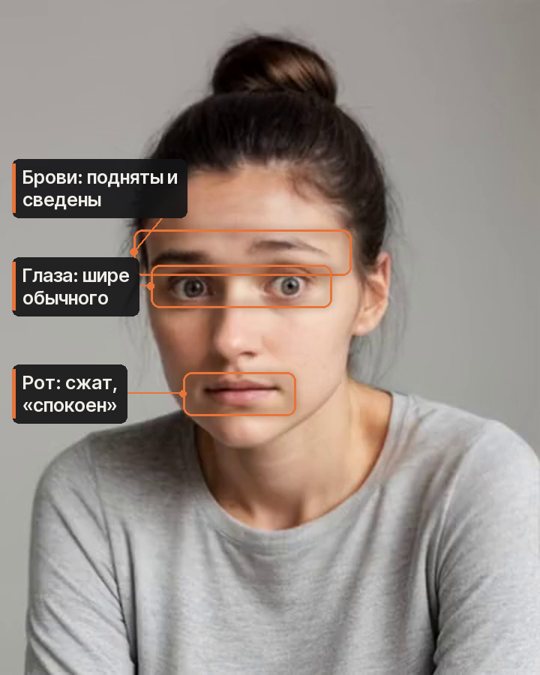 Брови: подняты и
сведены
Глаза: шире
обычного
Рот: сжат,
«спокоен»